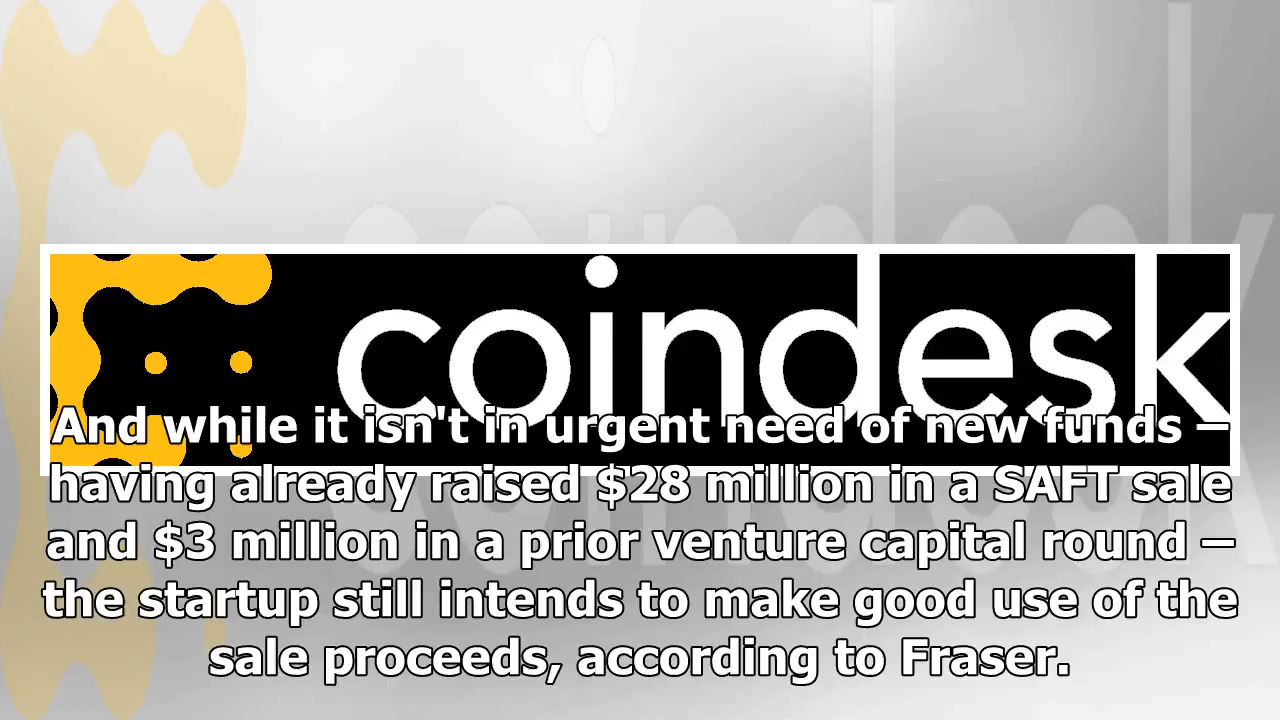 coindesk
And while it isn't in urgent need of new funds –
having already raised $28 million in a SAFT sale
and $3 million in a prior venture capital round –
the startup still intends to make good use of the
sale proceeds, according to Fraser.